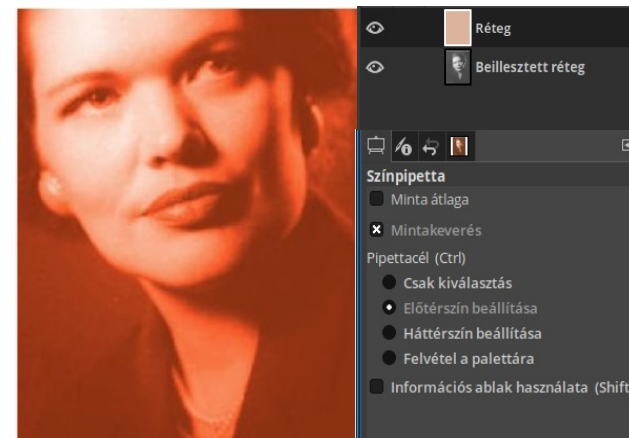 Réteg
Beillesztett réteg
Színpipetta
Minta átlaga
Mintakeverés
Pipettacél (Ctrl)
Csak kiválasztás
Előtérszín beállítása
Háttérszín beállítása
Felvétel a palettára
Információs ablak használata (Shift